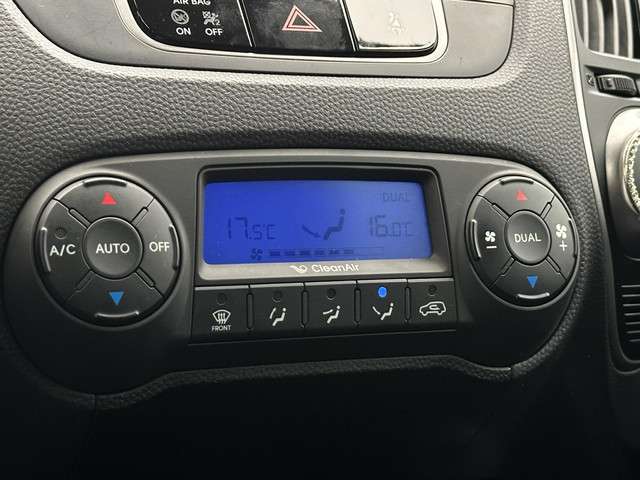 AIR BAG
ON OFF
DUAL
17.5°C 16.0°C
CleanAir
A/C AUTO OFF
DUAL
- +
FRONT